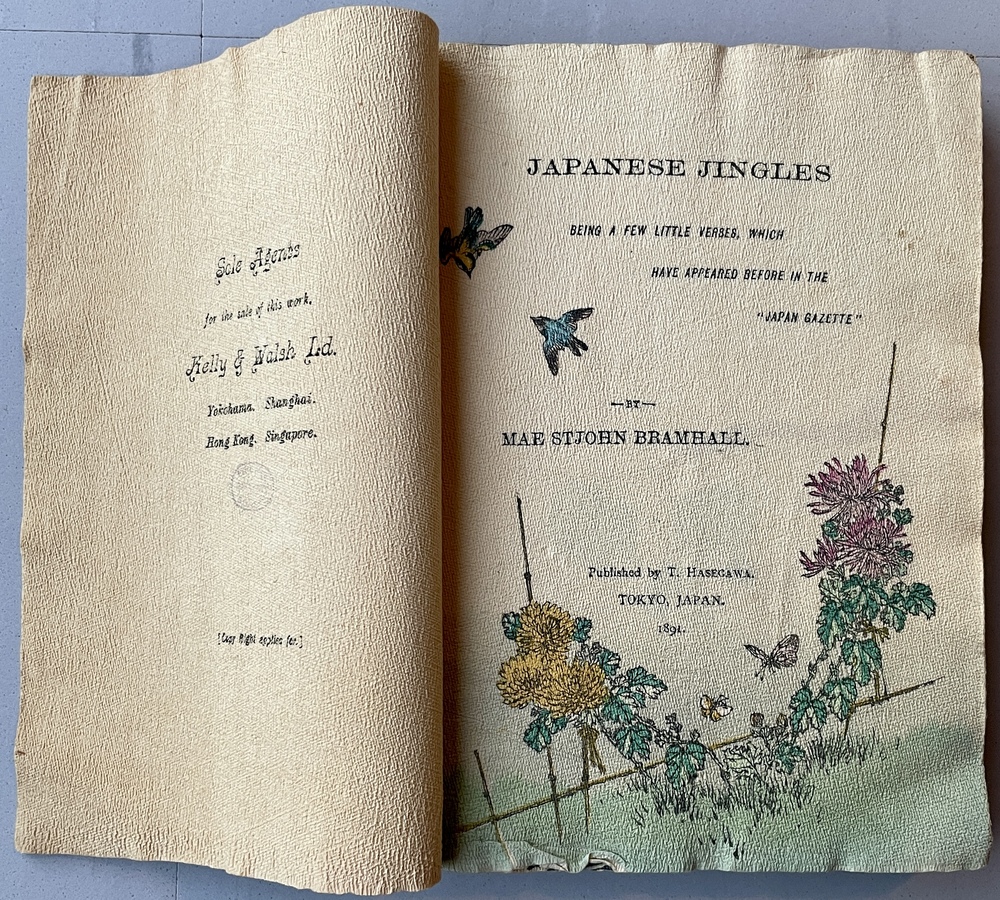 Sole Agents
for the sale of this work.
Kelly & Walsh Ld.
Yokohama. Shanghai.
Hong Kong. Singapore.
[Copy Right applied for.]
JAPANESE JINGLES
BEING A FEW LITTLE VERSES, WHICH
HAVE APPEARED BEFORE IN THE
"JAPAN GAZETTE"
—BY—
MAE STJOHN BRAMHALL.
Published by T. HASEGAWA.
TOKYO, JAPAN.
1891.